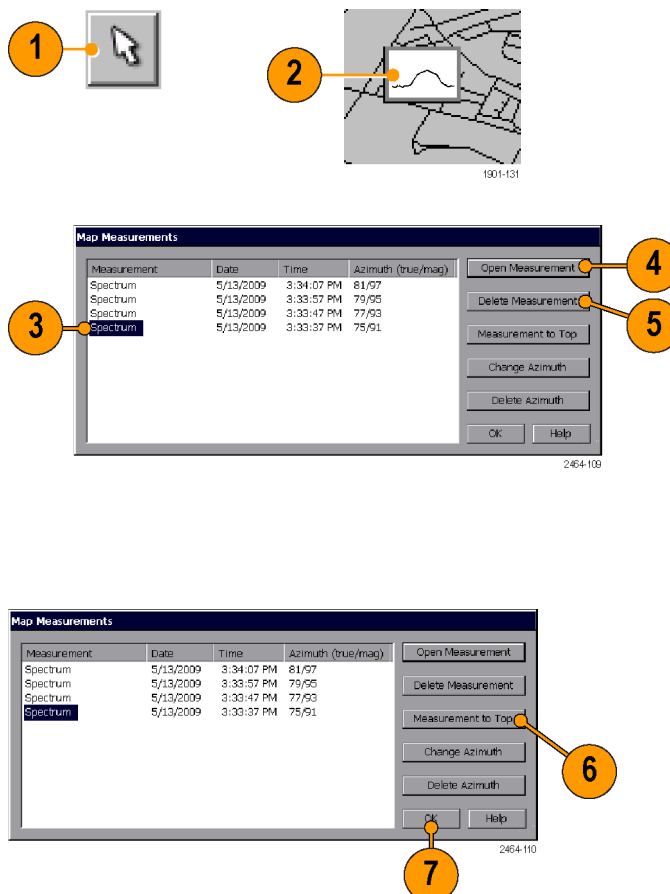 1
2
1901-131
Map Measurements
Measurement Date Time Azimuth (true/mag)
Spectrum 5/13/2009 3:34:07 PM 81/97
Spectrum 5/13/2009 3:33:57 PM 79/95
Spectrum 5/13/2009 3:33:47 PM 77/93
Spectrum 5/13/2009 3:33:37 PM 75/91
3
Open Measurement
4
Delete Measurement
5
Measurement to Top
Change Azimuth
Delete Azimuth
OK Help
2464-109
Map Measurements
Measurement Date Time Azimuth (true/mag)
Spectrum 5/13/2009 3:34:07 PM 81/97
Spectrum 5/13/2009 3:33:57 PM 79/95
Spectrum 5/13/2009 3:33:47 PM 77/93
Spectrum 5/13/2009 3:33:37 PM 75/91
Open Measurement
Delete Measurement
Measurement to Top
6
Change Azimuth
Delete Azimuth
OK Help
7
2464-110